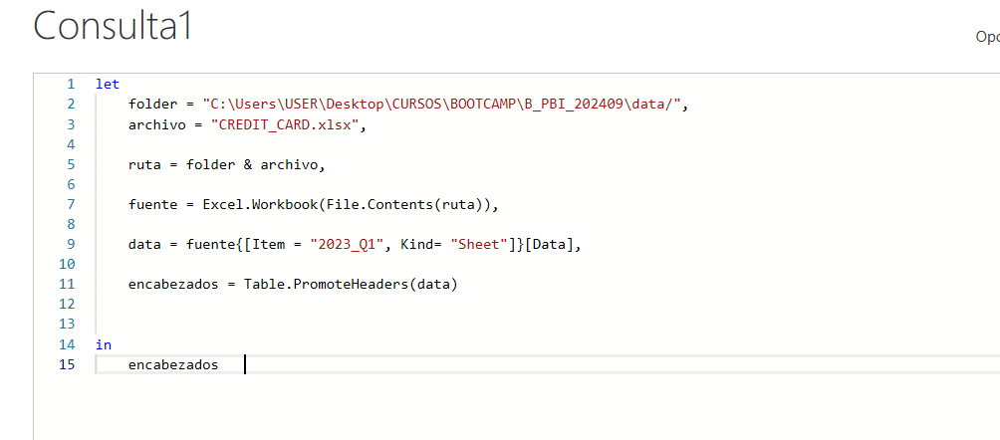 Consulta1
Opc
1 let
2 folder = "C:\Users\USER\Desktop\CURSOS\BOOTCAMP\B_PBI_202409\data/",
3 archivo = "CREDIT_CARD.xlsx",
4
5 ruta = folder & archivo,
6
7 fuente = Excel.Workbook(File.Contents(ruta)),
8
9 data = fuente{[Item = "2023_Q1", Kind= "Sheet"]}[Data],
10
11 encabezados = Table.PromoteHeaders(data)
12
13
14 in
15 encabezados